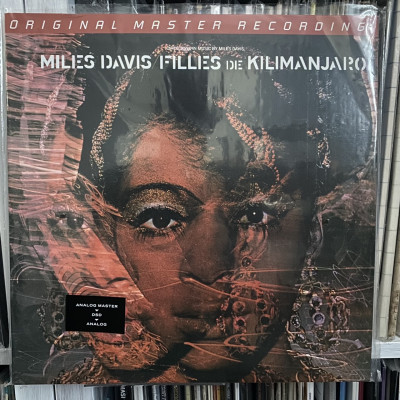 ORIGINAL MASTER RECORDING
MILES DAVIS FILLES DE KILIMANJARO
ANALOG MASTER
DSD
ANALOG